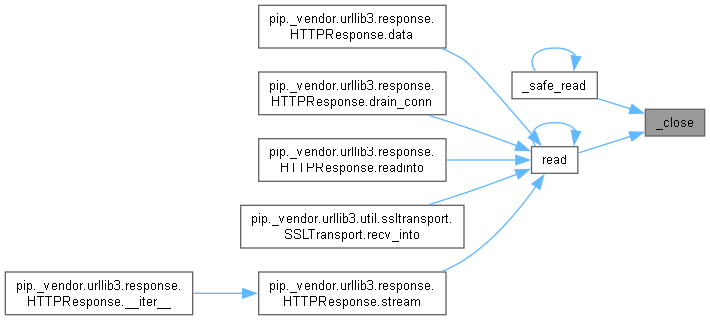 pip._vendor.urllib3.response.
HTTPResponse.data
pip._vendor.urllib3.response.
HTTPResponse.drain_conn
_safe_read
_close
pip._vendor.urllib3.response.
HTTPResponse.readinto
read
pip._vendor.urllib3.util.ssltransport.
SSLTransport.recv_into
pip._vendor.urllib3.response.
HTTPResponse.__iter__
pip._vendor.urllib3.response.
HTTPResponse.stream